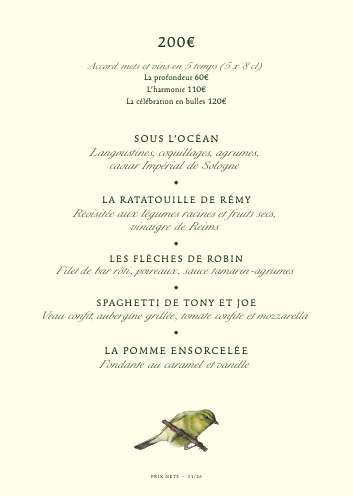 200€
Accord mets et vins en 5 temps (5 x 8 cl)
La profondeur 60€
L'harmonie 110€
La célébration en bulles 120€
SOUS L'OCÉAN
Langoustines, coquillages, agrumes,
caviar Impérial de Sologne
LA RATATOUILLE DE RÉMY
Revisitée aux légumes racines et fruits secs,
vinaigre de Reims
LES FLÈCHES DE ROBIN
Filet de bar rôti, poireaux, sauce tamarin-agrumes
SPAGHETTI DE TONY ET JOE
Veau confit, aubergine grillée, tomate confite et mozzarella
LA POMME ENSORCELÉE
Fondante au caramel et vanille
PRIX NETS